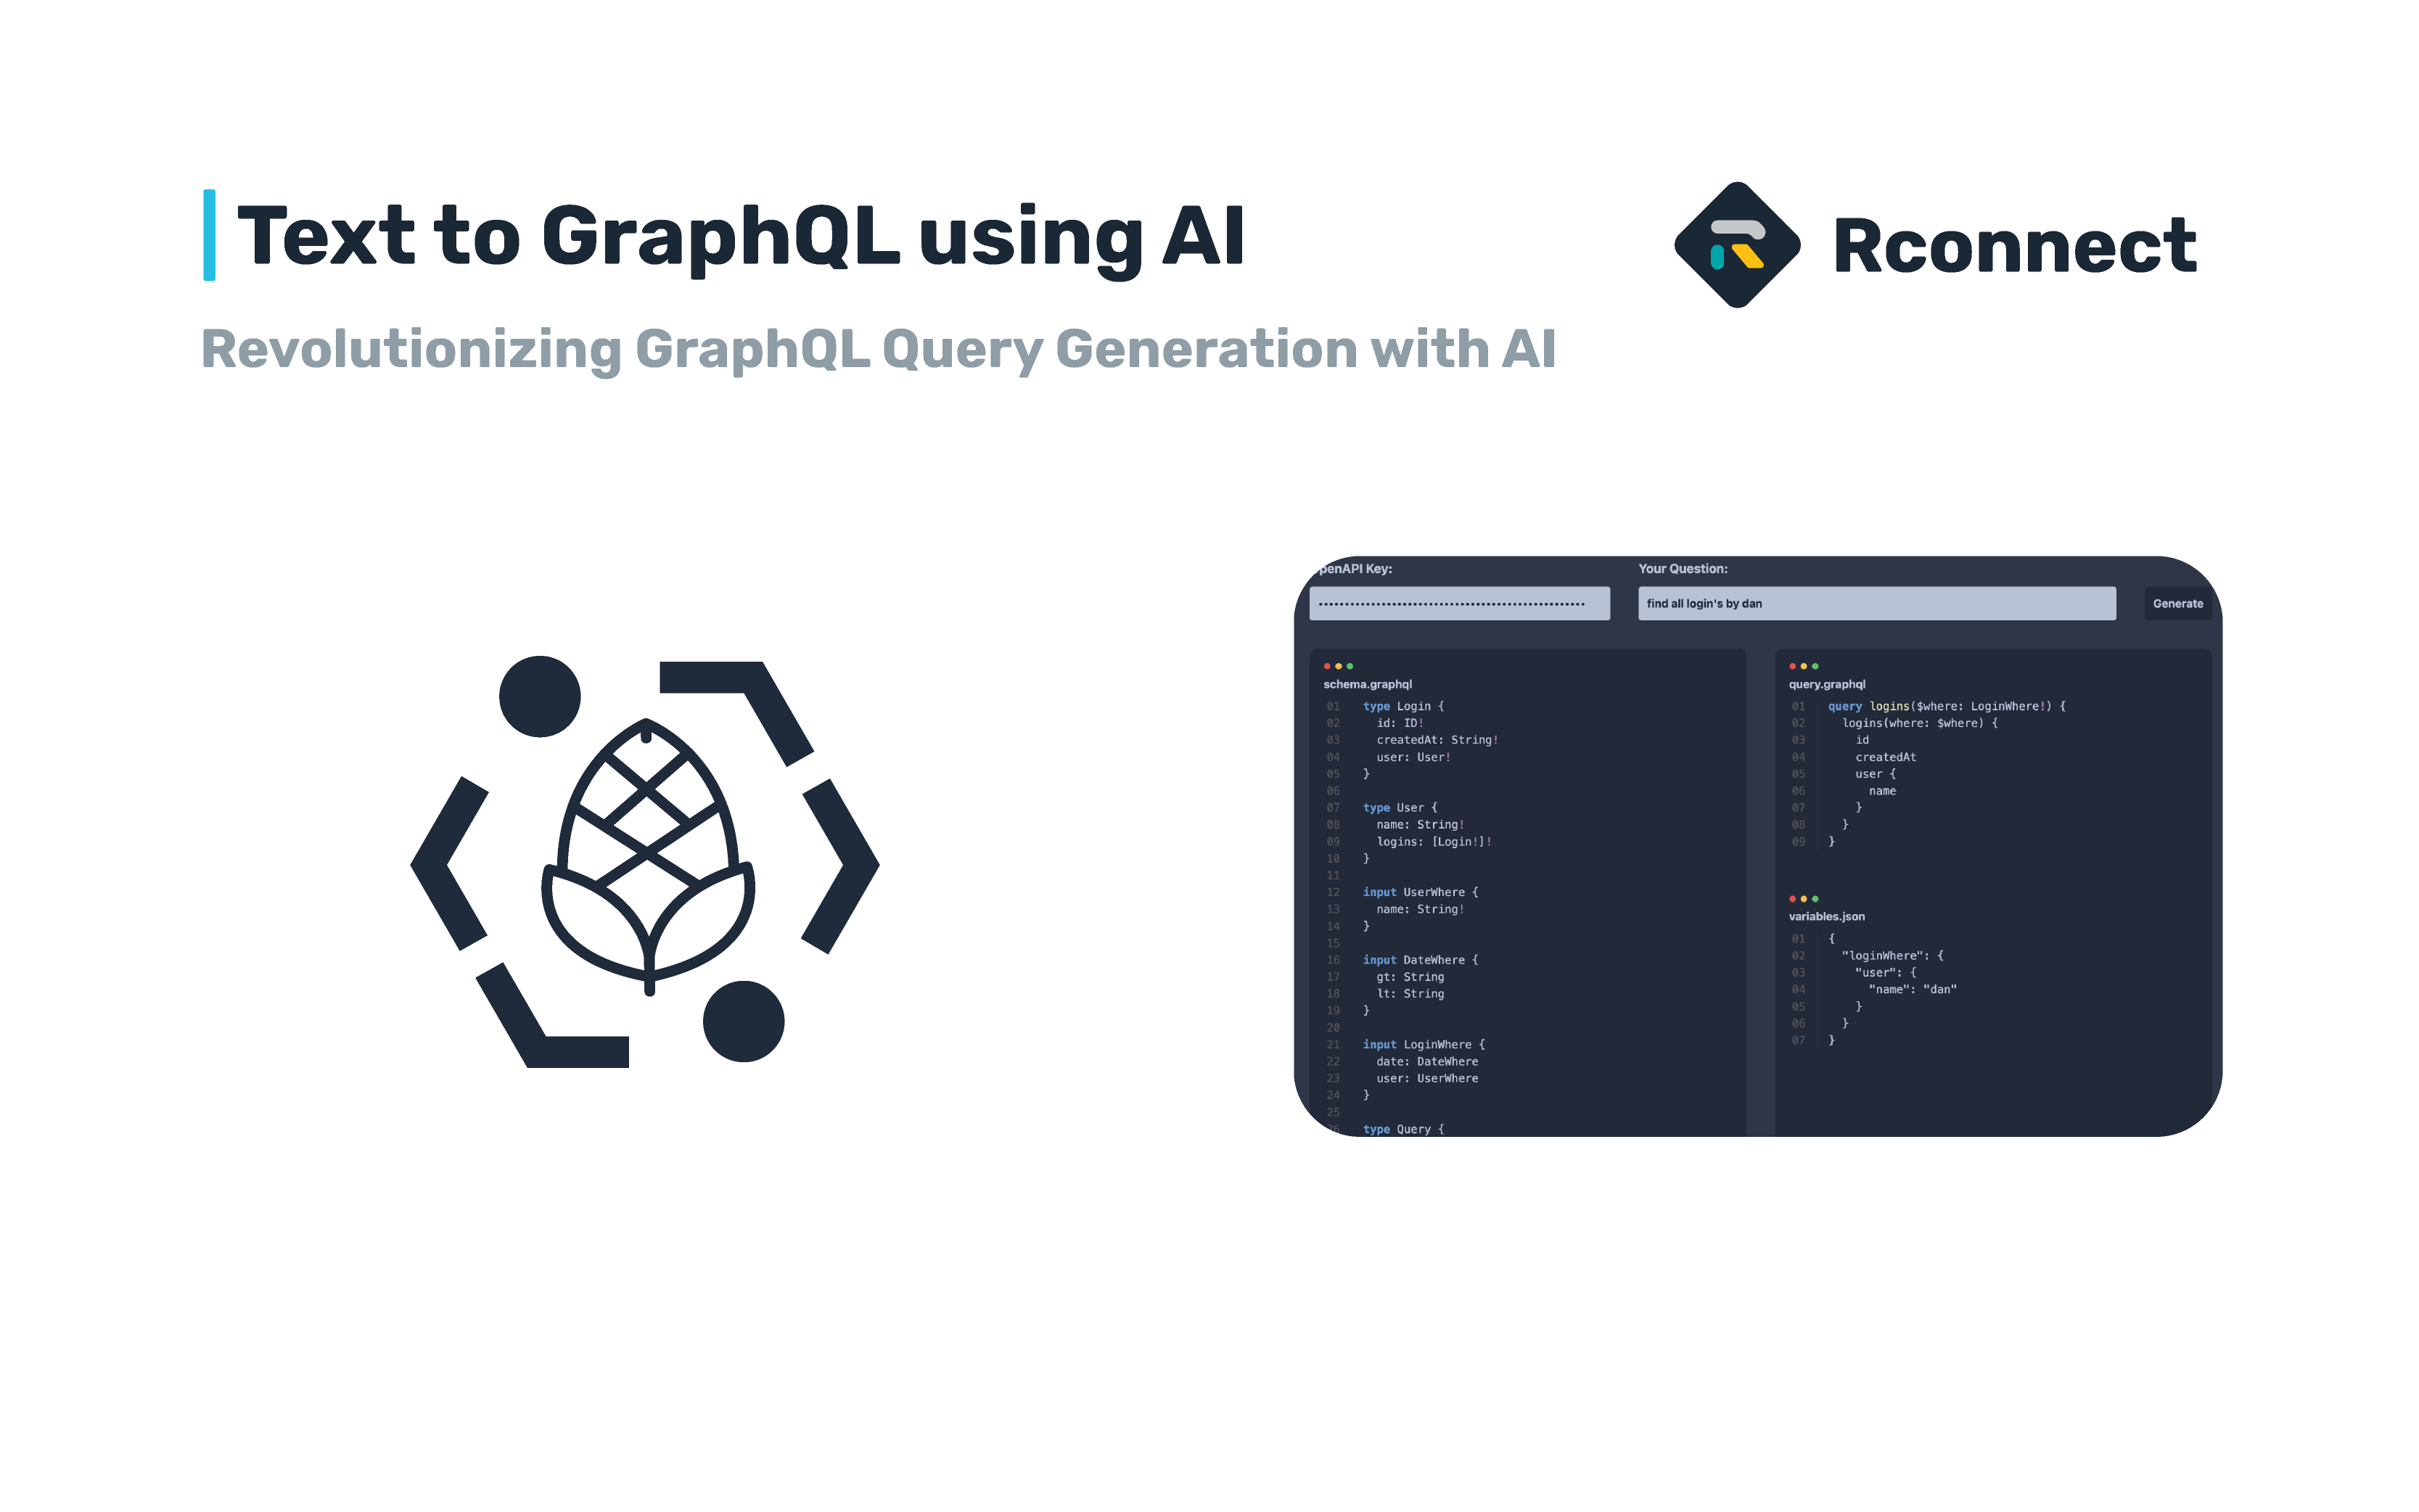 Text to GraphQL using AI
Rconnect
Revolutionizing GraphQL Query Generation with AI
penAPI Key:
Your Question:
••••••••••••••••••••••••••••••••••••••••••••••••••••
find all login's by dan
Generate
schema.graphql
01 type Login {
02   id: ID!
03   createdAt: String!
04   user: User!
05 }
06
07 type User {
08   name: String!
09   logins: [Login!]!
10 }
11
12 input UserWhere {
13   name: String!
14 }
15
16 input DateWhere {
17   gt: String
18   lt: String
19 }
20
21 input LoginWhere {
22   date: DateWhere
23   user: UserWhere
24 }
25
26 type Query {
query.graphql
01 query logins($where: LoginWhere!) {
02   logins(where: $where) {
03     id
04     createdAt
05     user {
06       name
07     }
08   }
09 }
variables.json
01 {
02   "loginWhere": {
03     "user": {
04       "name": "dan"
05     }
06   }
07 }